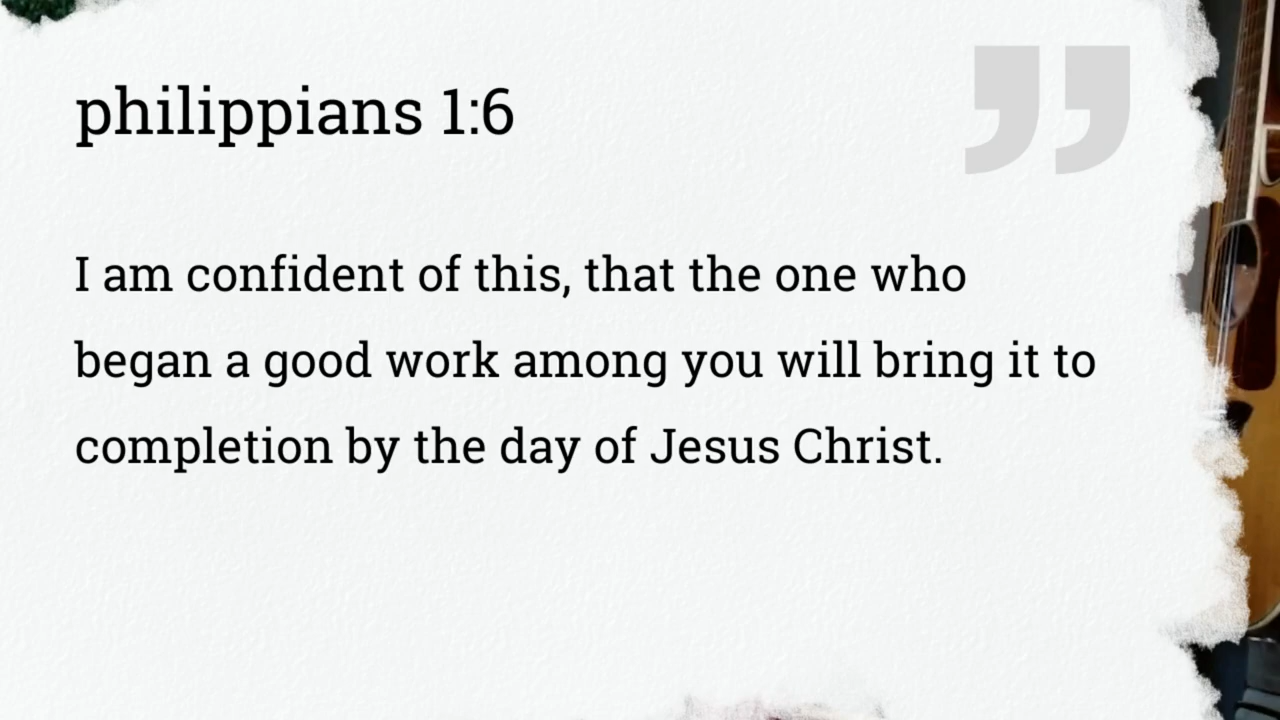 philippians 1:6
I am confident of this, that the one who
began a good work among you will bring it to
completion by the day of Jesus Christ.